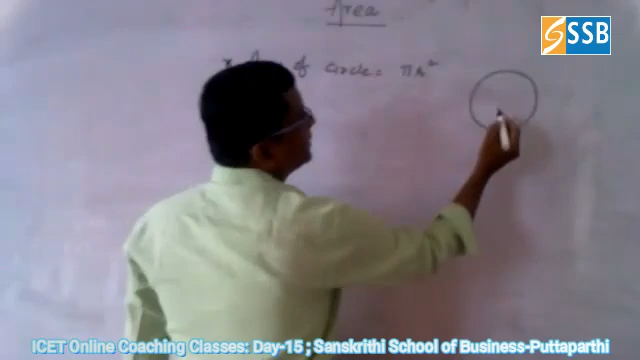 Area
SSB
of circle = πr²
ICET Online Coaching Classes: Day-15 ; Sanskrithi School of Business-Puttaparthi